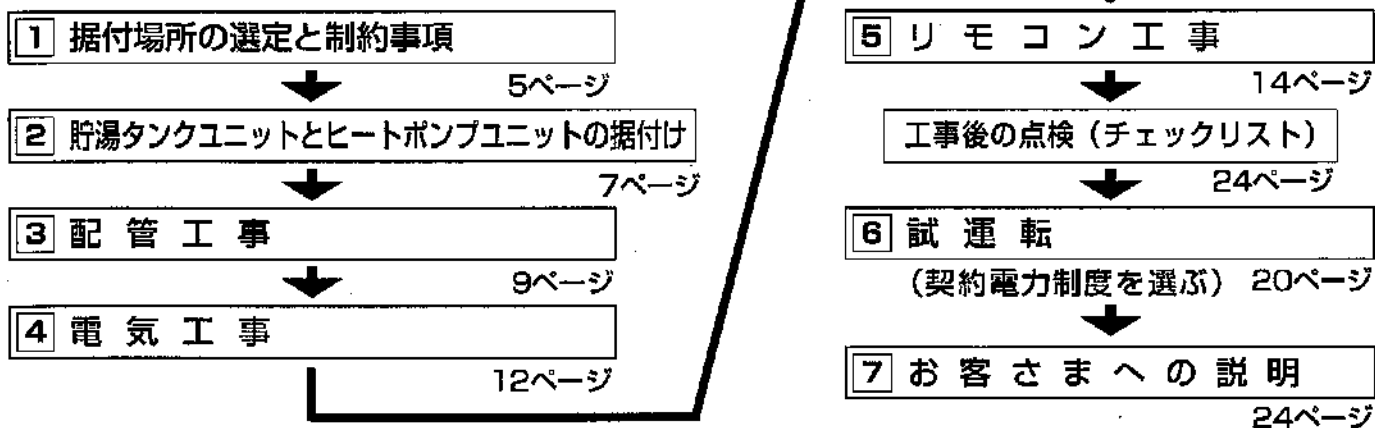 1 据付場所の選定と制約事項
5ページ
2 貯湯タンクユニットとヒートポンプユニットの据付け
7ページ
3 配管工事
9ページ
4 電気工事
12ページ
5 リモコン工事
14ページ
工事後の点検（チェックリスト）
24ページ
6 試運転
（契約電力制度を選ぶ） 20ページ
7 お客さまへの説明
24ページ